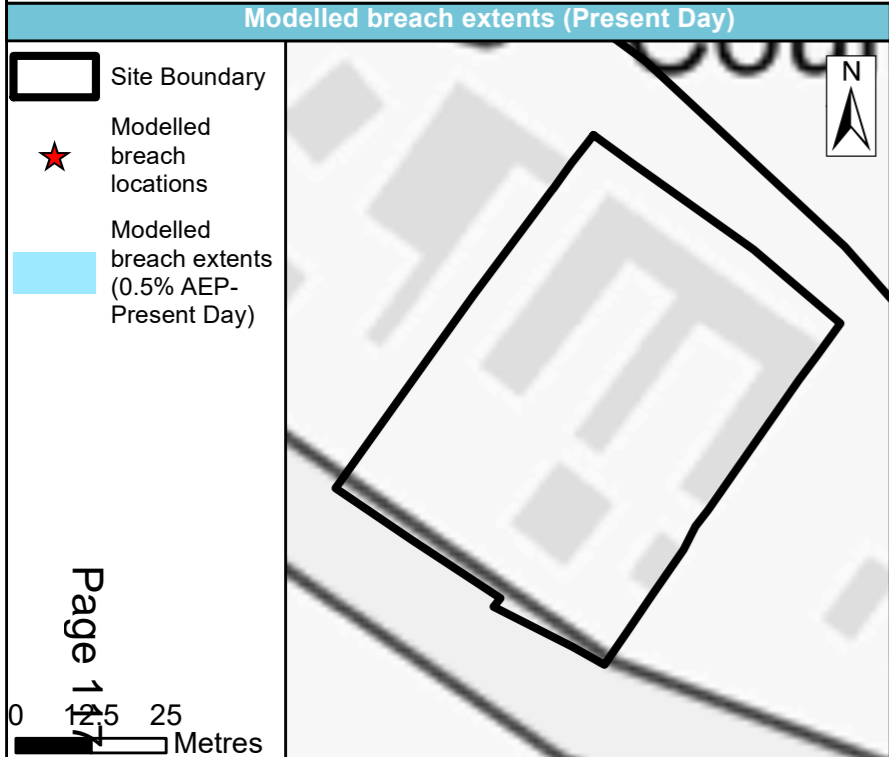 Modelled breach extents (Present Day)
Site Boundary
Modelled
breach
locations
Modelled
breach extents
(0.5% AEP-
Present Day)
N
Page 117
0 12.5 25
Metres